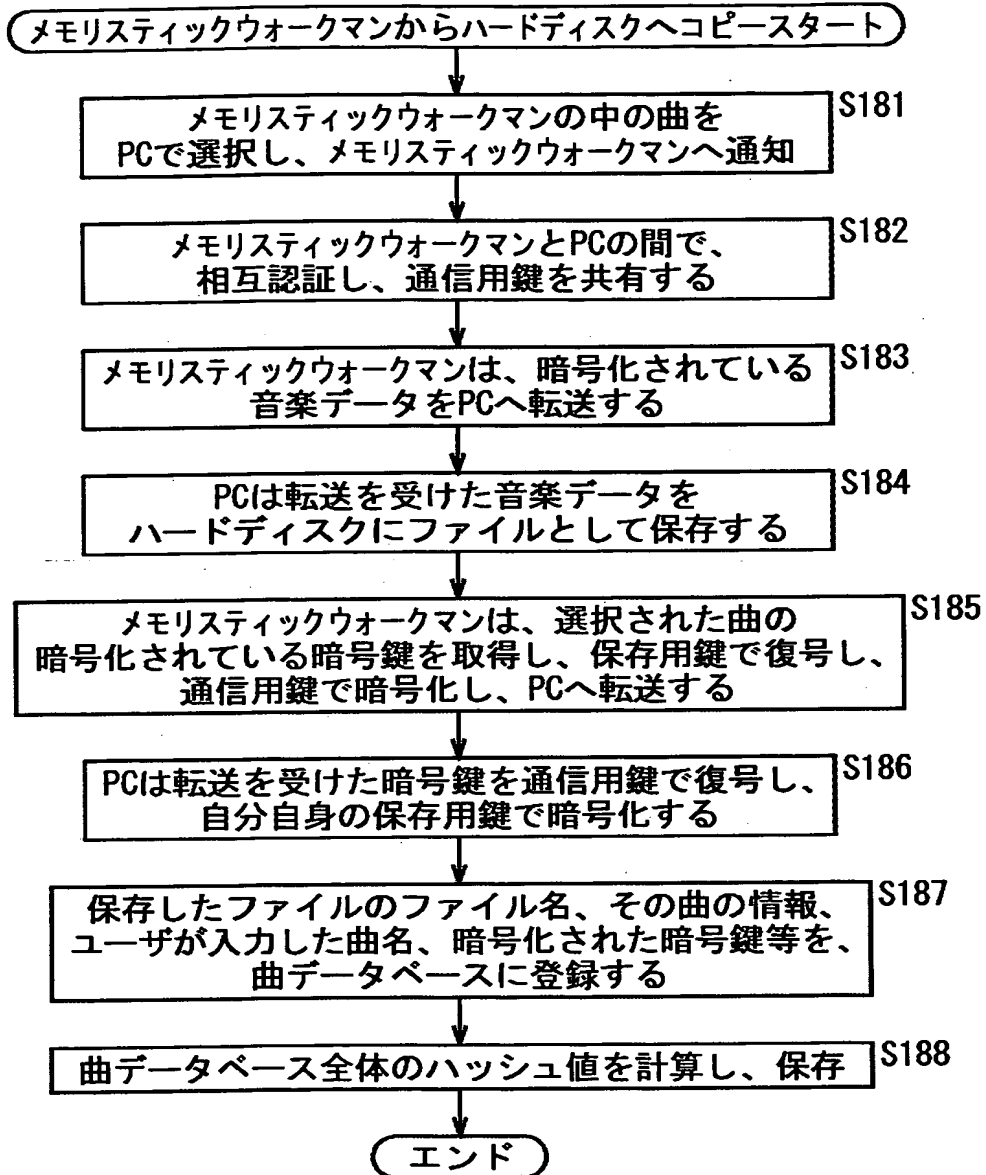 メモリスティックウォークマンからハードディスクへコピースタート
S181
メモリスティックウォークマンの中の曲を
PCで選択し、メモリスティックウォークマンへ通知
S182
メモリスティックウォークマンとPCの間で、
相互認証し、通信用鍵を共有する
S183
メモリスティックウォークマンは、暗号化されている
音楽データをPCへ転送する
S184
PCは転送を受けた音楽データを
ハードディスクにファイルとして保存する
S185
メモリスティックウォークマンは、選択された曲の
暗号化されている暗号鍵を取得し、保存用鍵で復号し、
通信用鍵で暗号化し、PCへ転送する
S186
PCは転送を受けた暗号鍵を通信用鍵で復号し、
自分自身の保存用鍵で暗号化する
S187
保存したファイルのファイル名、その曲の情報、
ユーザが入力した曲名、暗号化された暗号鍵等を、
曲データベースに登録する
S188
曲データベース全体のハッシュ値を計算し、保存
エンド